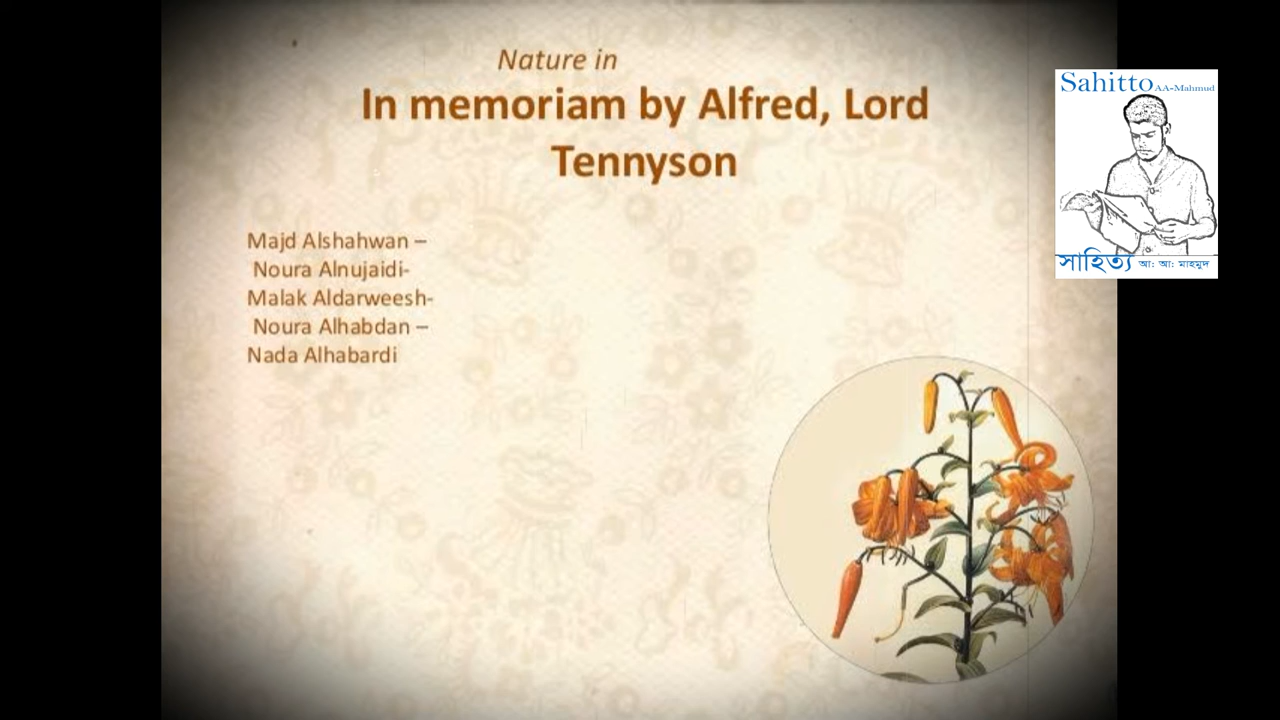 Nature in
In memoriam by Alfred, Lord
Tennyson
Majd Alshahwan –
Noura Alnujaidi-
Malak Aldarweesh-
Noura Alhabdan –
Nada Alhabardi
Sahitto AA-Mahmud
সাহিত্য আ: আ: মাহমুদ